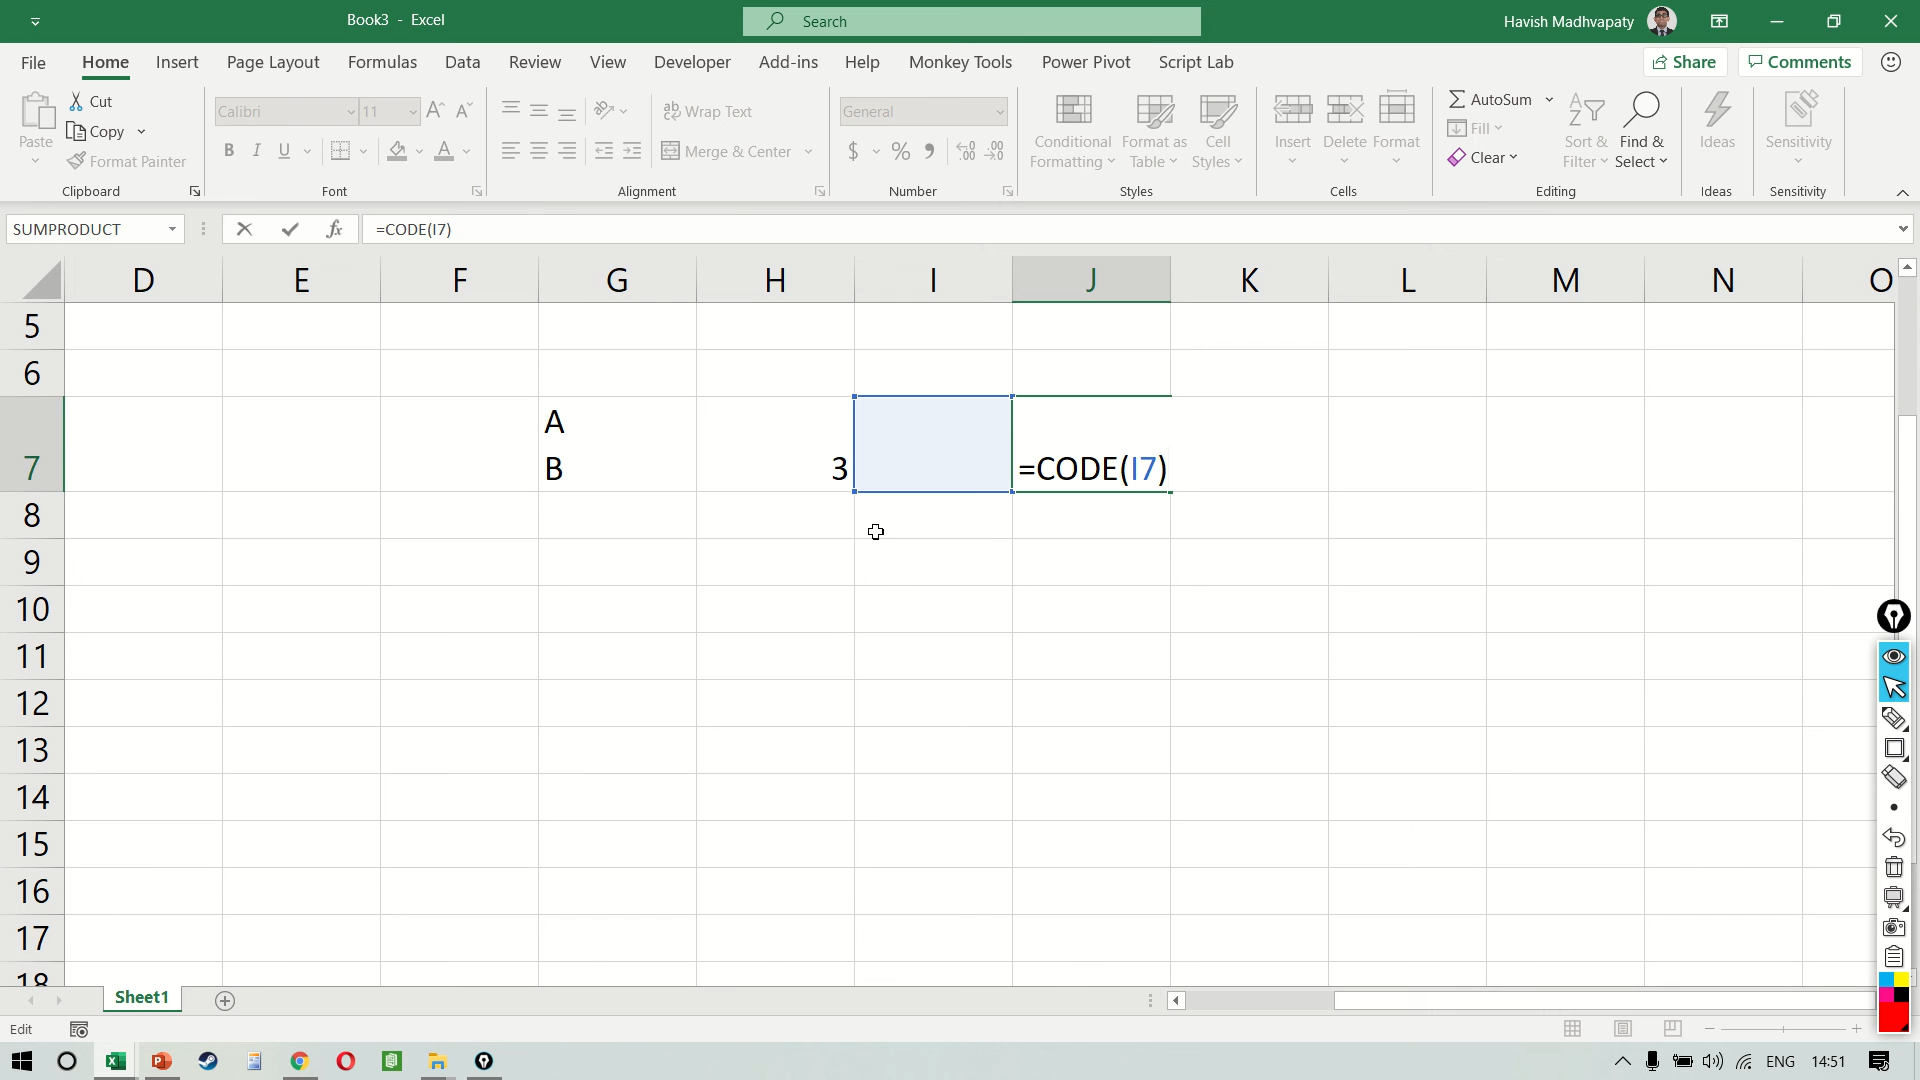 Book3 - Excel
Search
Havish Madhvapaty
File Home Insert Page Layout Formulas Data Review View Developer Add-ins Help Monkey Tools Power Pivot Script Lab
Share Comments
Paste
Cut
Copy
Format Painter
Clipboard
Calibri 11
B I U
Font
Wrap Text
Merge & Center
Alignment
General
$ % ,
Number
Conditional Formatting
Format as Table
Cell Styles
Styles
Insert
Delete
Format
Cells
AutoSum
Fill
Clear
Sort & Filter
Find & Select
Editing
Ideas
Ideas
Sensitivity
Sensitivity
SUMPRODUCT
fx
=CODE(I7)
D E F G H I J K L M N O
5
6
A
7 B 3 =CODE(I7)
8
9
10
11
12
13
14
15
16
17
18
Sheet1
Edit
ENG 14:51